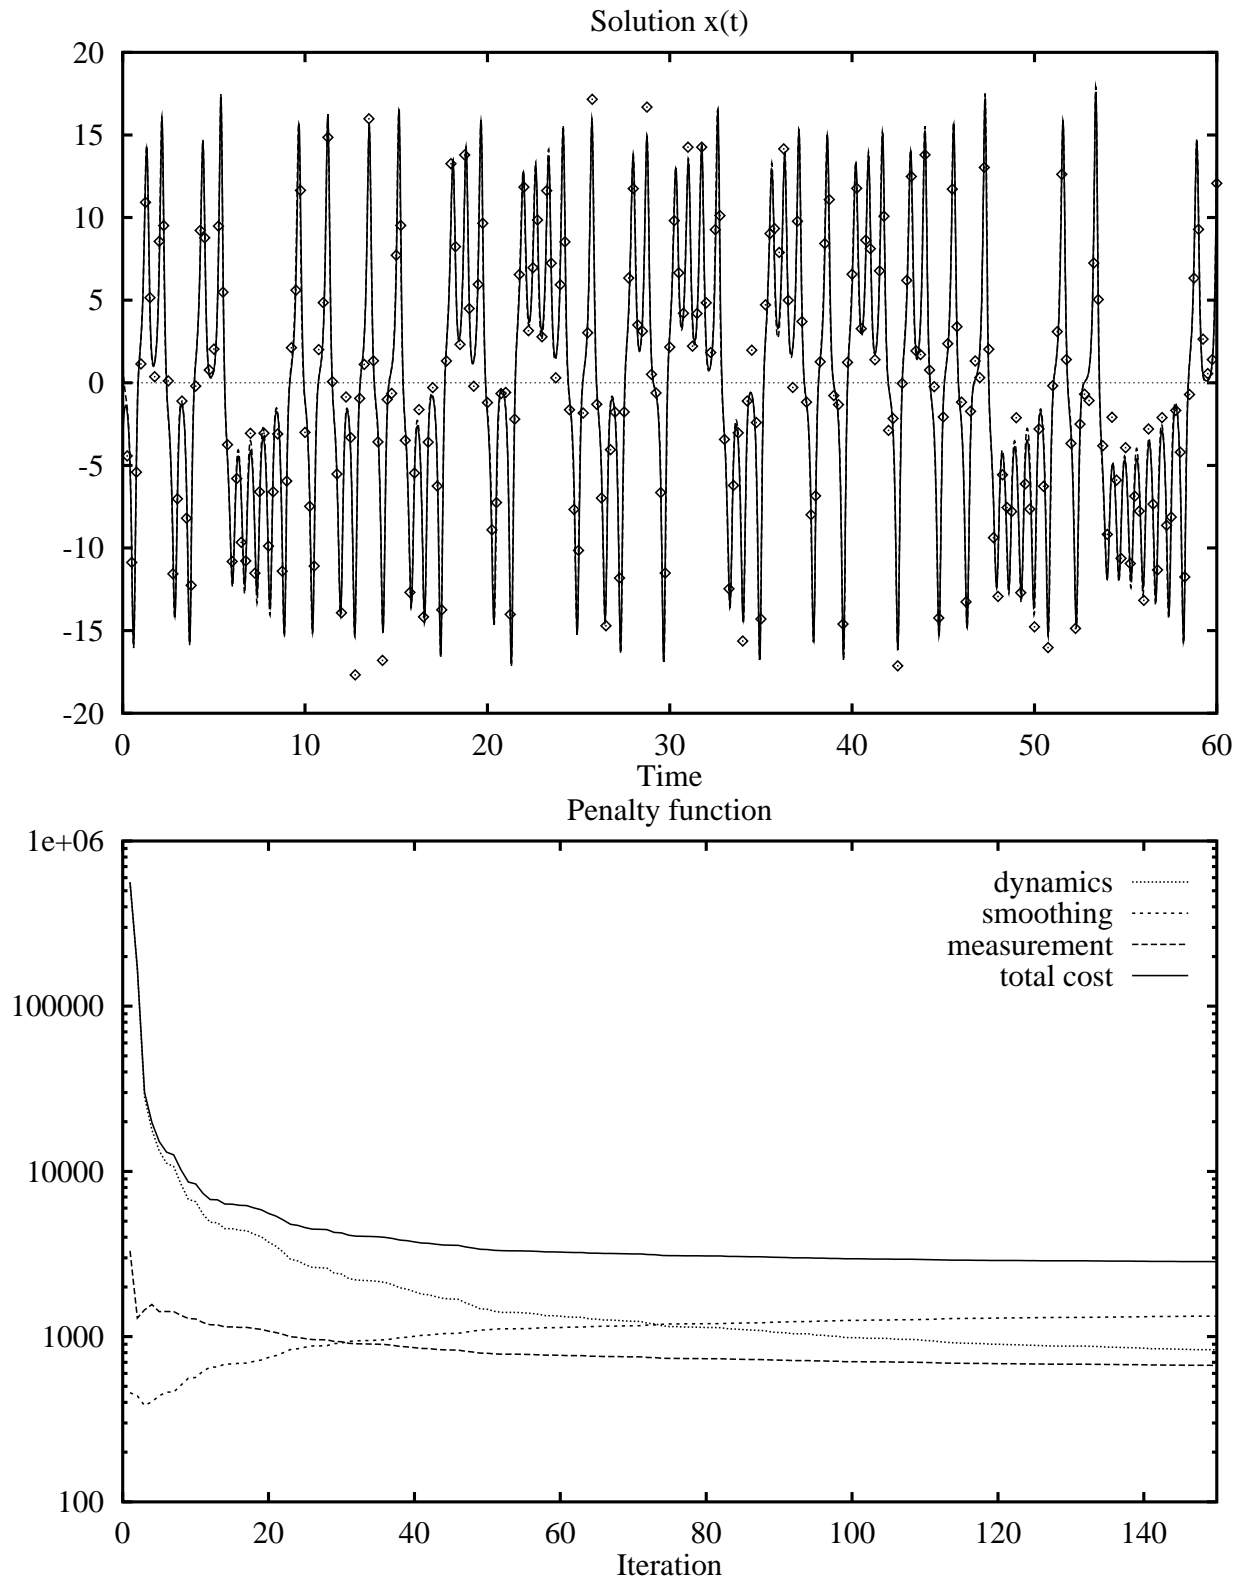 Solution x(t)
20
15
10
5
0
-5
-10
-15
-20
0 10 20 30 40 50 60
Time
Penalty function
1e+06
100000
10000
1000
100
dynamics
smoothing
measurement
total cost
0 20 40 60 80 100 120 140
Iteration